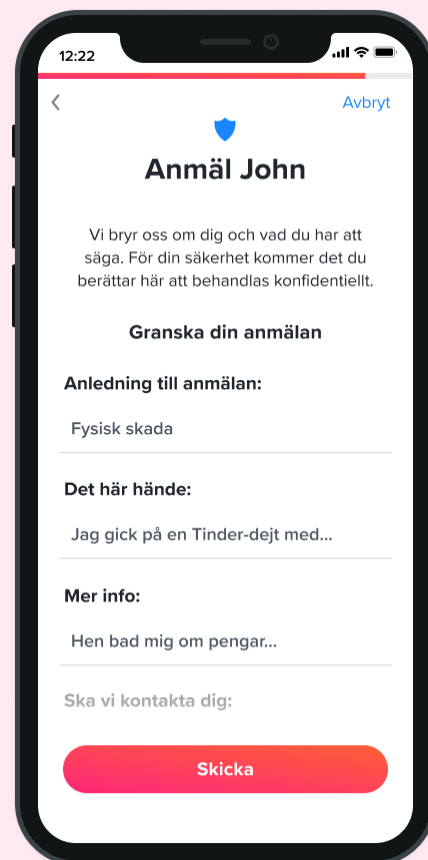 12:22
Avbryt
Anmäl John
Vi bryr oss om dig och vad du har att
säga. För din säkerhet kommer det du
berättar här att behandlas konfidentiellt.
Granska din anmälan
Anledning till anmälan:
Fysisk skada
Det här hände:
Jag gick på en Tinder-dejt med...
Mer info:
Hen bad mig om pengar...
Ska vi kontakta dig:
Skicka